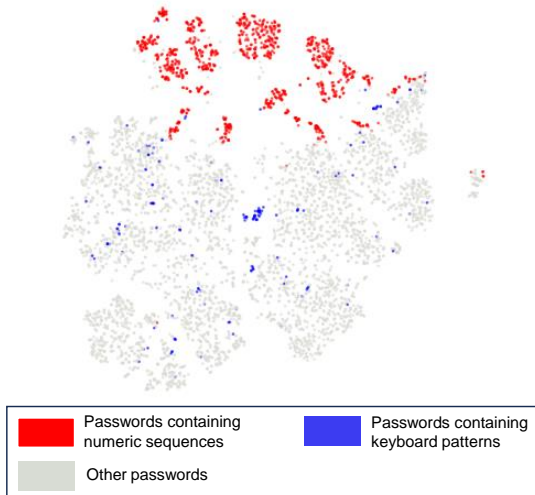 Passwords containing
numeric sequences
Passwords containing
keyboard patterns
Other passwords